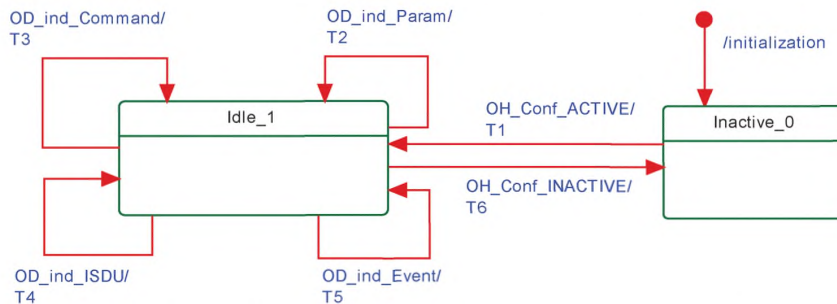 OD_ind_Command/
T3
OD_ind_Param/
T2
/initialization
Idle_1
OH_Conf_ACTIVE/
T1
Inactive_0
OH_Conf_INACTIVE/
T6
OD_ind_ISDU/
T4
OD_ind_Event/
T5